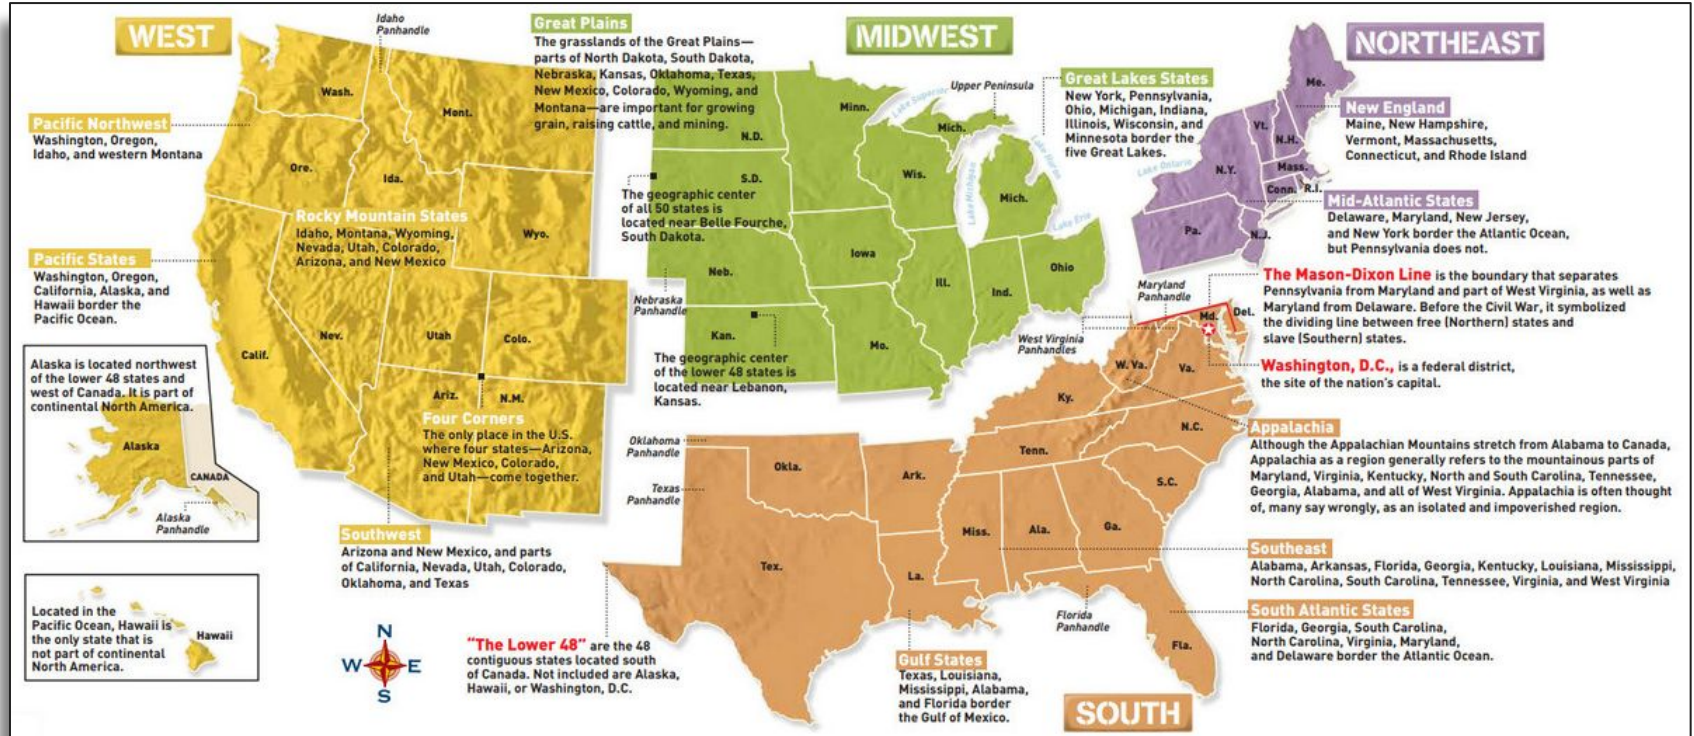 WEST
Idaho
Panhandle
Great Plains
The grasslands of the Great Plains—
parts of North Dakota, South Dakota,
Nebraska, Kansas, Oklahoma, Texas,
New Mexico, Colorado, Wyoming, and
Montana—are important for growing
grain, raising cattle, and mining.
MIDWEST
NORTHEAST
Upper Peninsula
Great Lakes States
New York, Pennsylvania,
Ohio, Michigan, Indiana,
Illinois, Wisconsin, and
Minnesota border the
five Great Lakes.
New England
Maine, New Hampshire,
Vermont, Massachusetts,
Connecticut, and Rhode Island
Mid-Atlantic States
Delaware, Maryland, New Jersey,
and New York border the Atlantic Ocean,
but Pennsylvania does not.
Pacific Northwest
Washington, Oregon,
Idaho, and western Montana
Pacific States
Washington, Oregon,
California, Alaska, and
Hawaii border the
Pacific Ocean.
Rocky Mountain States
Idaho, Montana, Wyoming,
Nevada, Utah, Colorado,
Arizona, and New Mexico
Wash.
Mont.
Ore.
Ida.
Wyo.
Nev.
Utah
Colo.
Calif.
Ariz.
N.M.
Four Corners
The only place in the U.S.
where four states—Arizona,
New Mexico, Colorado,
and Utah—come together.
Southwest
Arizona and New Mexico, and parts
of California, Nevada, Utah, Colorado,
Oklahoma, and Texas
Alaska is located northwest
of the lower 48 states and
west of Canada. It is part of
continental North America.
Alaska
CANADA
Alaska
Panhandle
Located in the
Pacific Ocean, Hawaii is
the only state that is
not part of continental
North America.
Hawaii
N
W
E
S
"The Lower 48" are the 48
contiguous states located south
of Canada. Not included are Alaska,
Hawaii, or Washington, D.C.
N.D.
S.D.
The geographic center
of all 50 states is
located near Belle Fourche,
South Dakota.
Neb.
Nebraska
Panhandle
Kan.
The geographic center
of the lower 48 states is
located near Lebanon,
Kansas.
Minn.
Iowa
Mo.
Wis.
Ill.
Ind.
Ohio
Mich.
Mich.
Lake Superior
Lake Michigan
Lake Huron
Lake Erie
Lake Ontario
Me.
Vt.
N.H.
Mass.
Conn.
R.I.
N.Y.
Pa.
N.J.
Maryland
Panhandle
West Virginia
Panhandles
Md.
Del.
The Mason-Dixon Line is the boundary that separates
Pennsylvania from Maryland and part of West Virginia, as well as
Maryland from Delaware. Before the Civil War, it symbolized
the dividing line between free (Northern) states and
slave (Southern) states.
Washington, D.C., is a federal district,
the site of the nation's capital.
W. Va.
Va.
Ky.
N.C.
Tenn.
S.C.
Ga.
Ala.
Miss.
Ark.
La.
Okla.
Tex.
Fla.
Oklahoma
Panhandle
Texas
Panhandle
Florida
Panhandle
Appalachia
Although the Appalachian Mountains stretch from Alabama to Canada,
Appalachia as a region generally refers to the mountainous parts of
Maryland, Virginia, Kentucky, North and South Carolina, Tennessee,
Georgia, Alabama, and all of West Virginia. Appalachia is often thought
of, many say wrongly, as an isolated and impoverished region.
Southeast
Alabama, Arkansas, Florida, Georgia, Kentucky, Louisiana, Mississippi,
North Carolina, South Carolina, Tennessee, Virginia, and West Virginia
South Atlantic States
Florida, Georgia, South Carolina,
North Carolina, Virginia, Maryland,
and Delaware border the Atlantic Ocean.
Gulf States
Texas, Louisiana,
Mississippi, Alabama,
and Florida border
the Gulf of Mexico.
SOUTH